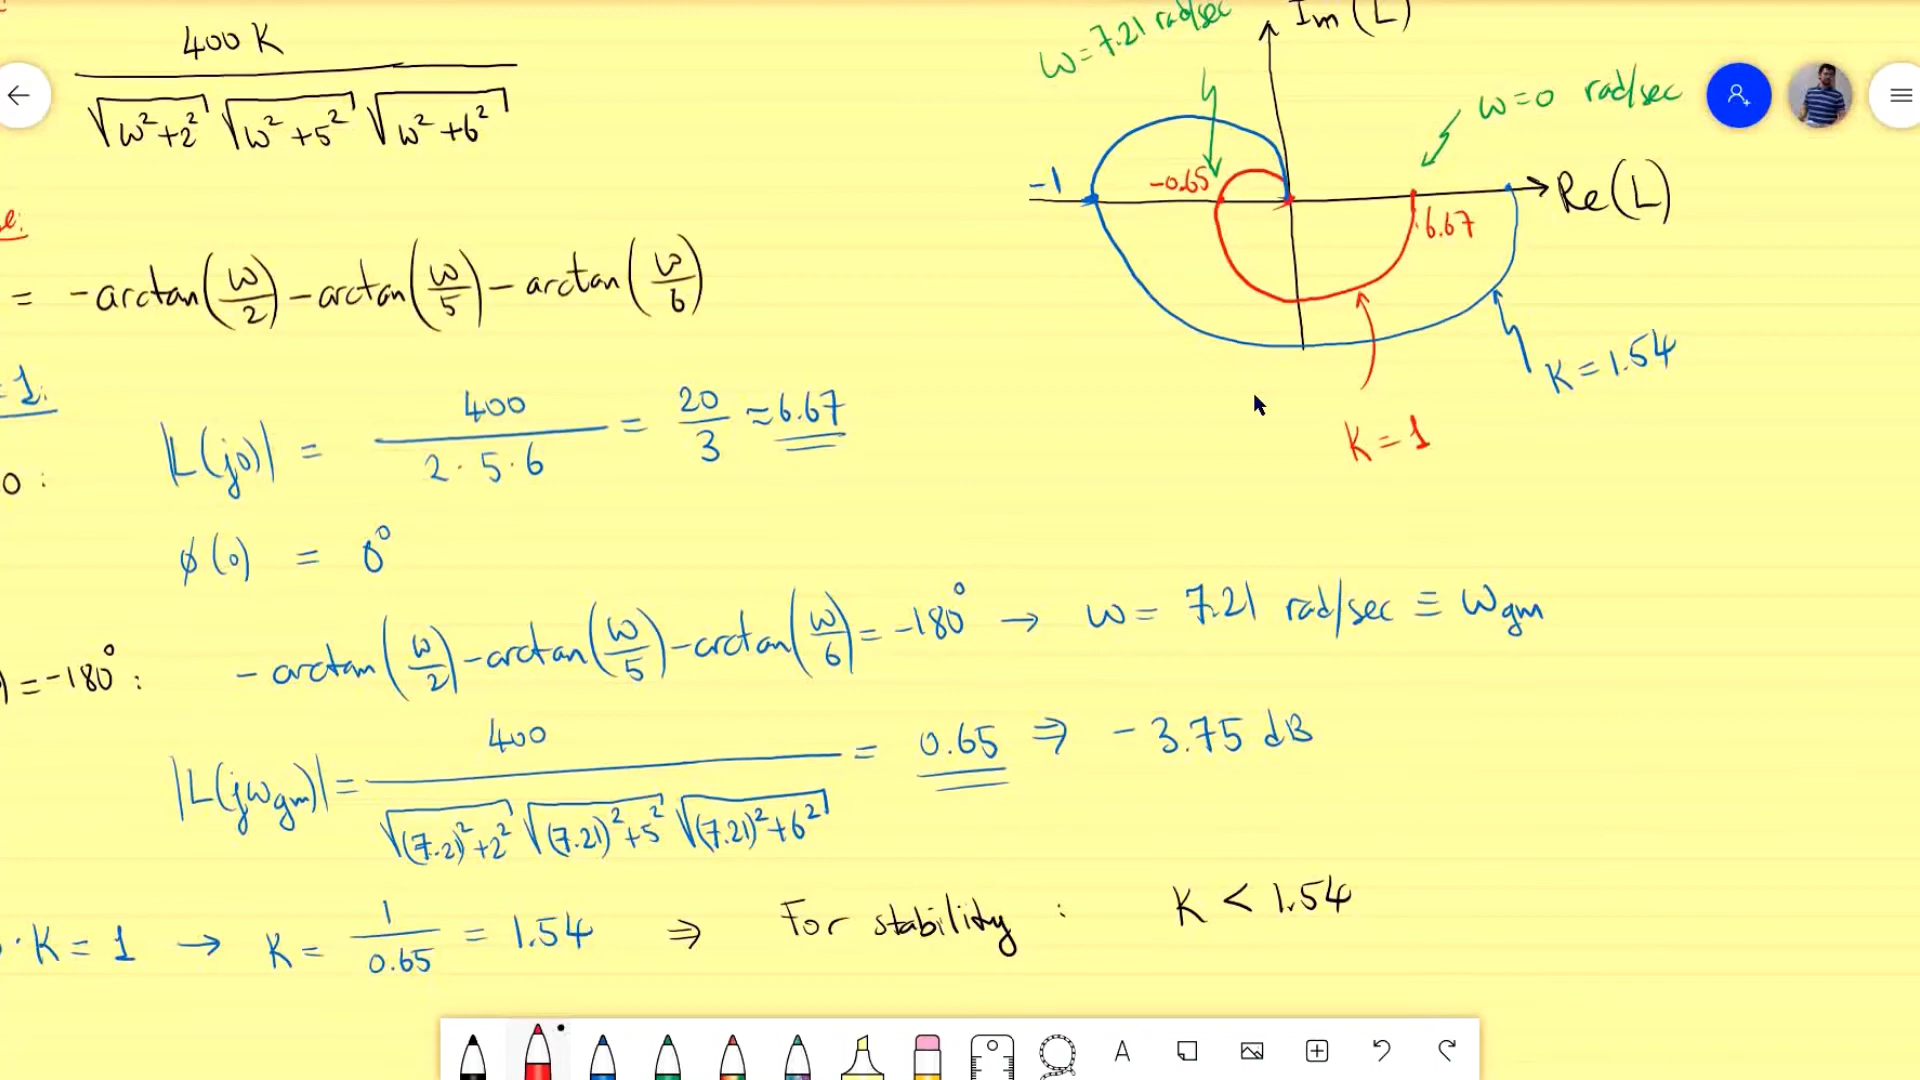 400 K
√(ω²+2²) √(ω²+5²) √(ω²+6²)
= -arctan(ω/2) - arctan(ω/5) - arctan(ω/6)
= 1:
0 :
|L(j0)| = 400 / (2 · 5 · 6) = 20/3 ≈ 6.67
φ(0) = 0°
) = -180° : -arctan(ω/2) - arctan(ω/5) - arctan(ω/6) = -180° → ω = 7.21 rad/sec ≡ ωgm
|L(jωgm)| = 400 / (√((7.2)²+2²) √((7.21)²+5²) √((7.21)²+6²)) = 0.65 ⇒ -3.75 dB
· K = 1 → K = 1/0.65 = 1.54 ⇒ For stability : K < 1.54
ω = 7.21 rad/sec
Im(L)
ω = 0 rad/sec
-1
-0.65
Re(L)
6.67
K = 1.54
K = 1
A